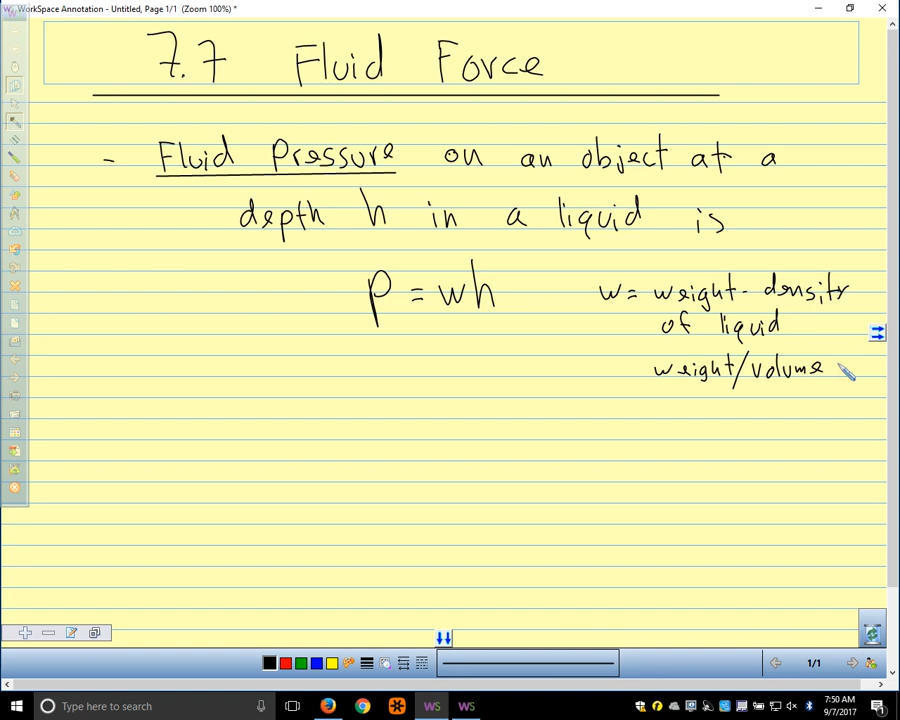 WorkSpace Annotation - Untitled, Page 1/1 (Zoom 100%) *
7.7 Fluid Force
- Fluid Pressure on an object at a
depth h in a liquid is
P = wh
w = weight-density
of liquid
weight/volume
1/1
Type here to search
WS
WS
7:50 AM
9/7/2017